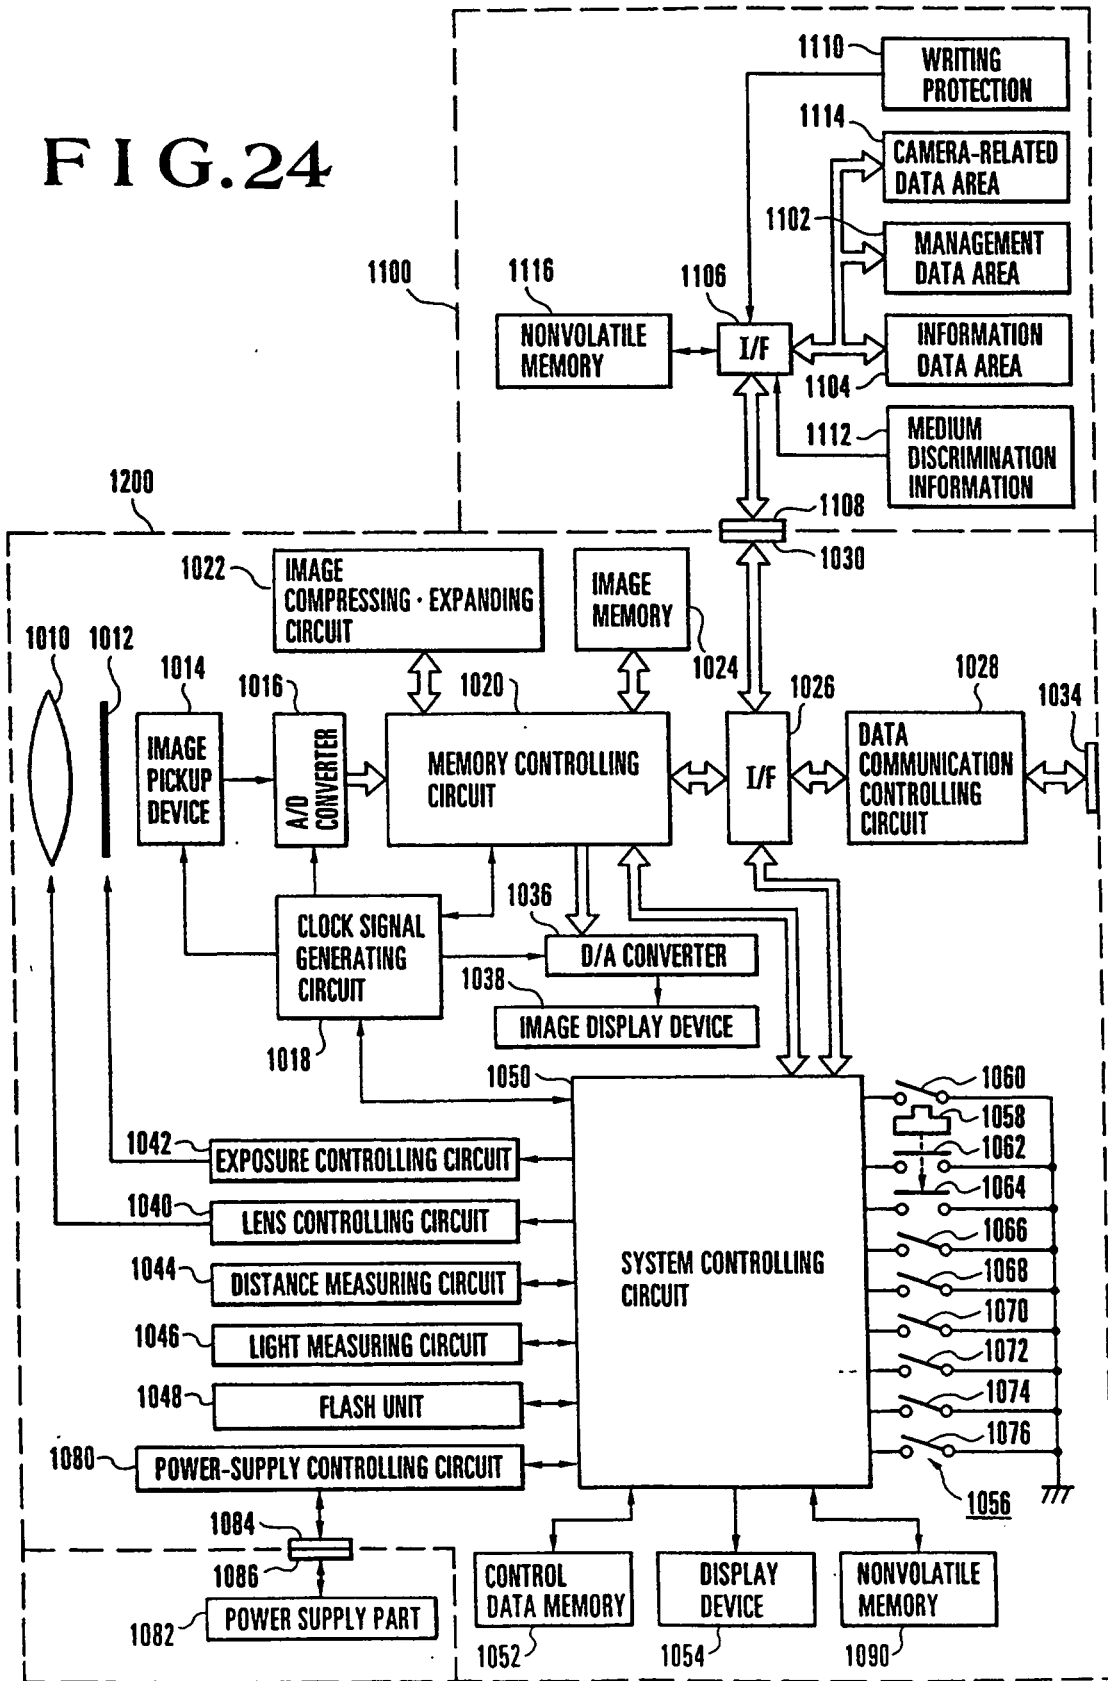 FIG.24
1110
WRITING
PROTECTION
1114
CAMERA-RELATED
DATA AREA
1102
MANAGEMENT
DATA AREA
1100
1116
1106
NONVOLATILE
MEMORY
I/F
INFORMATION
DATA AREA
1104
1112
MEDIUM
DISCRIMINATION
INFORMATION
1200
1108
1030
1022
IMAGE
COMPRESSING · EXPANDING
CIRCUIT
IMAGE
MEMORY
1024
1010
1012
1014
1016
1020
1026
1028
1034
IMAGE
PICKUP
DEVICE
A/D
CONVERTER
MEMORY CONTROLLING
CIRCUIT
I/F
DATA
COMMUNICATION
CONTROLLING
CIRCUIT
1036
CLOCK SIGNAL
GENERATING
CIRCUIT
D/A CONVERTER
1038
IMAGE DISPLAY DEVICE
1018
1050
1060
1058
1042
EXPOSURE CONTROLLING CIRCUIT
1062
1064
1040
LENS CONTROLLING CIRCUIT
1066
1044
DISTANCE MEASURING CIRCUIT
SYSTEM CONTROLLING
CIRCUIT
1068
1070
1046
LIGHT MEASURING CIRCUIT
1072
1048
FLASH UNIT
1074
1080
POWER-SUPPLY CONTROLLING CIRCUIT
1076
1056
1084
1086
1082
POWER SUPPLY PART
CONTROL
DATA MEMORY
1052
DISPLAY
DEVICE
1054
NONVOLATILE
MEMORY
1090